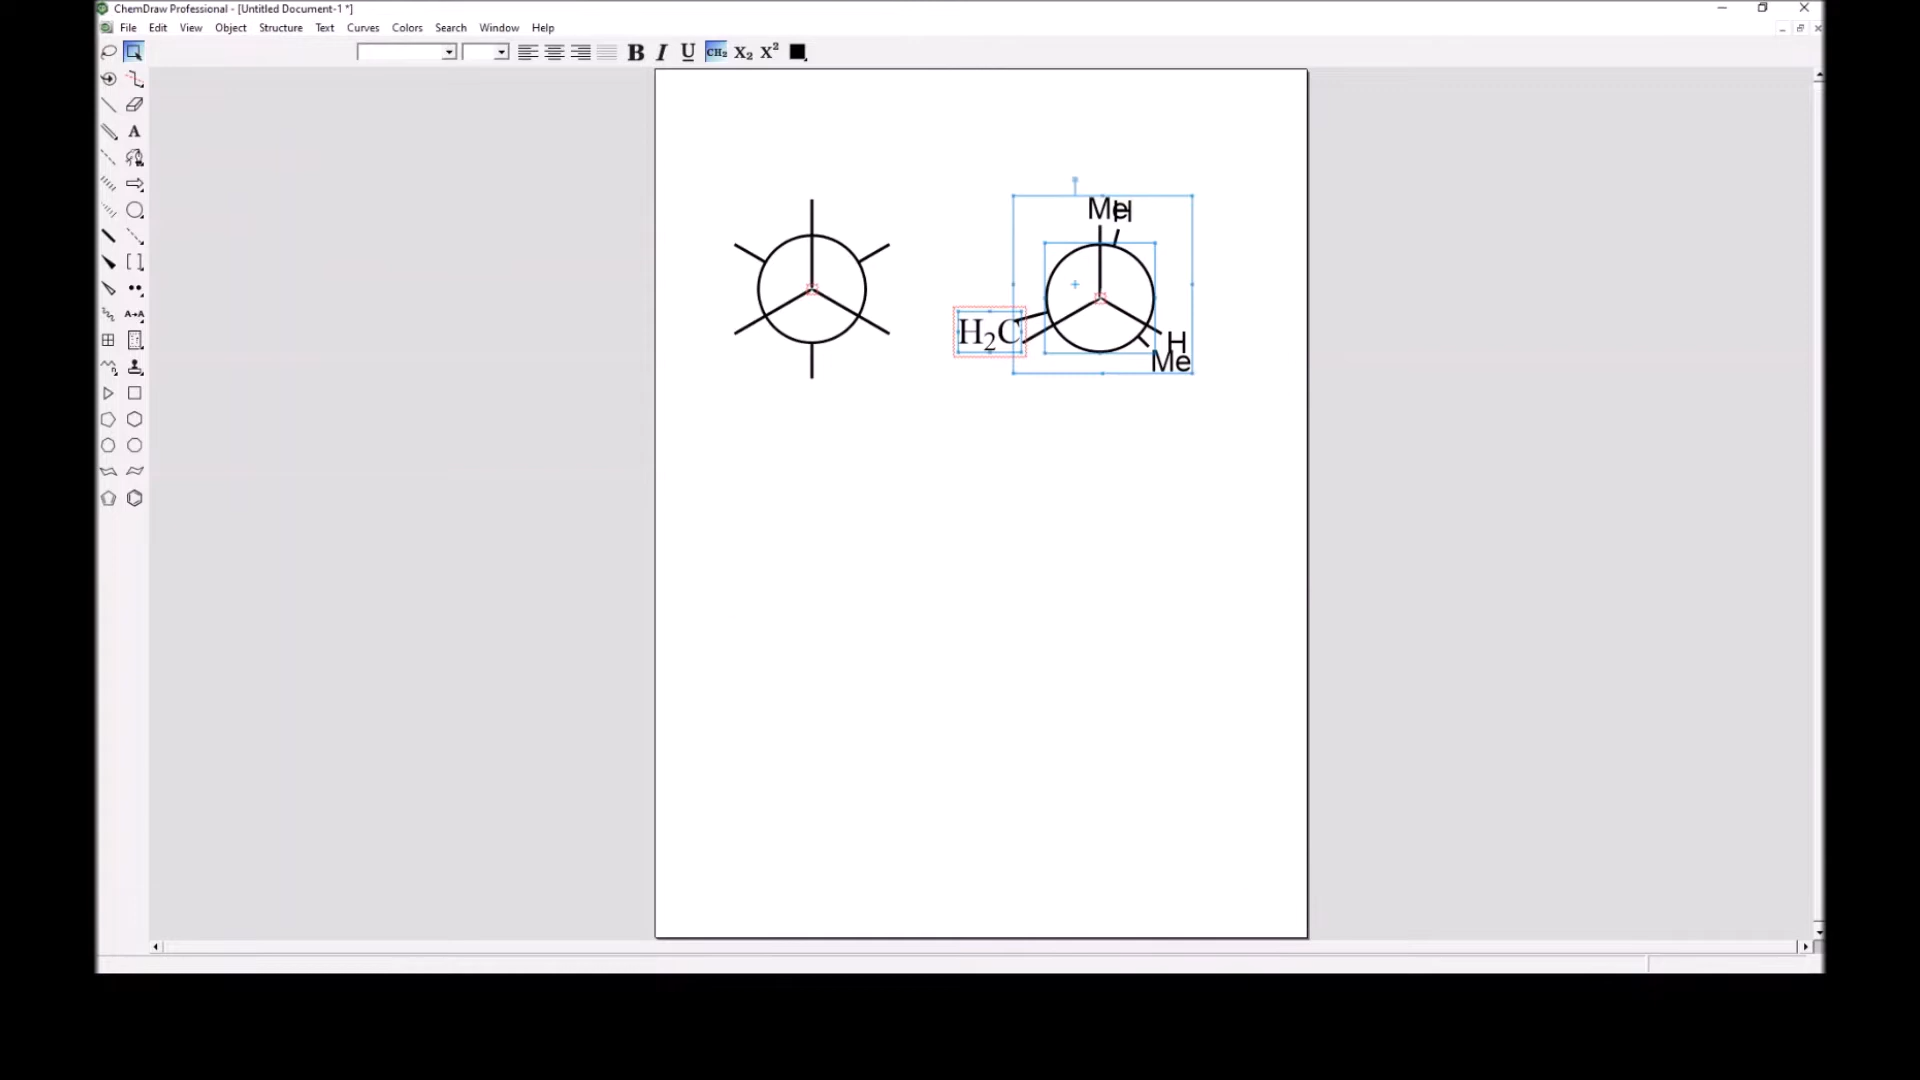 ChemDraw Professional - [Untitled Document-1 *]
File Edit View Object Structure Text Curves Colors Search Window Help
B I U CH₂ X₂ X²
A
A→A
Me H
H₂C
H
Me